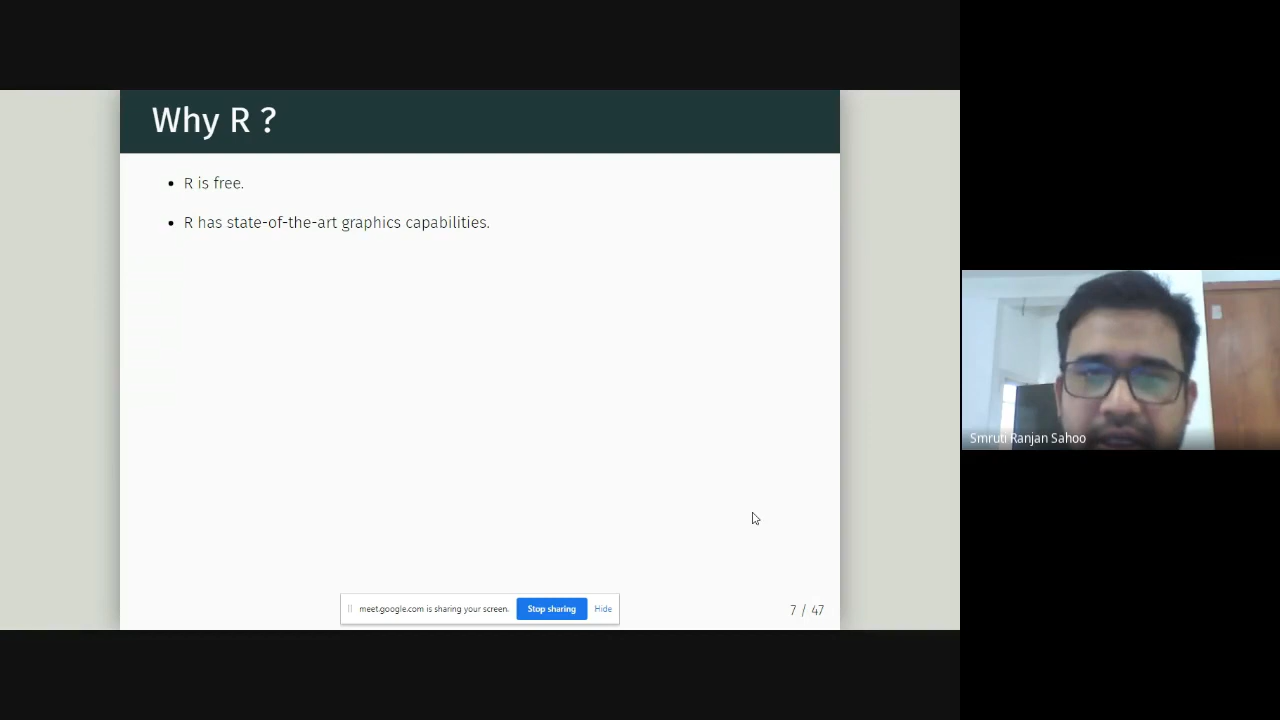 Why R ?
• R is free.
• R has state-of-the-art graphics capabilities.
meet.google.com is sharing your screen. Stop sharing Hide
7 / 47
Smruti Ranjan Sahoo